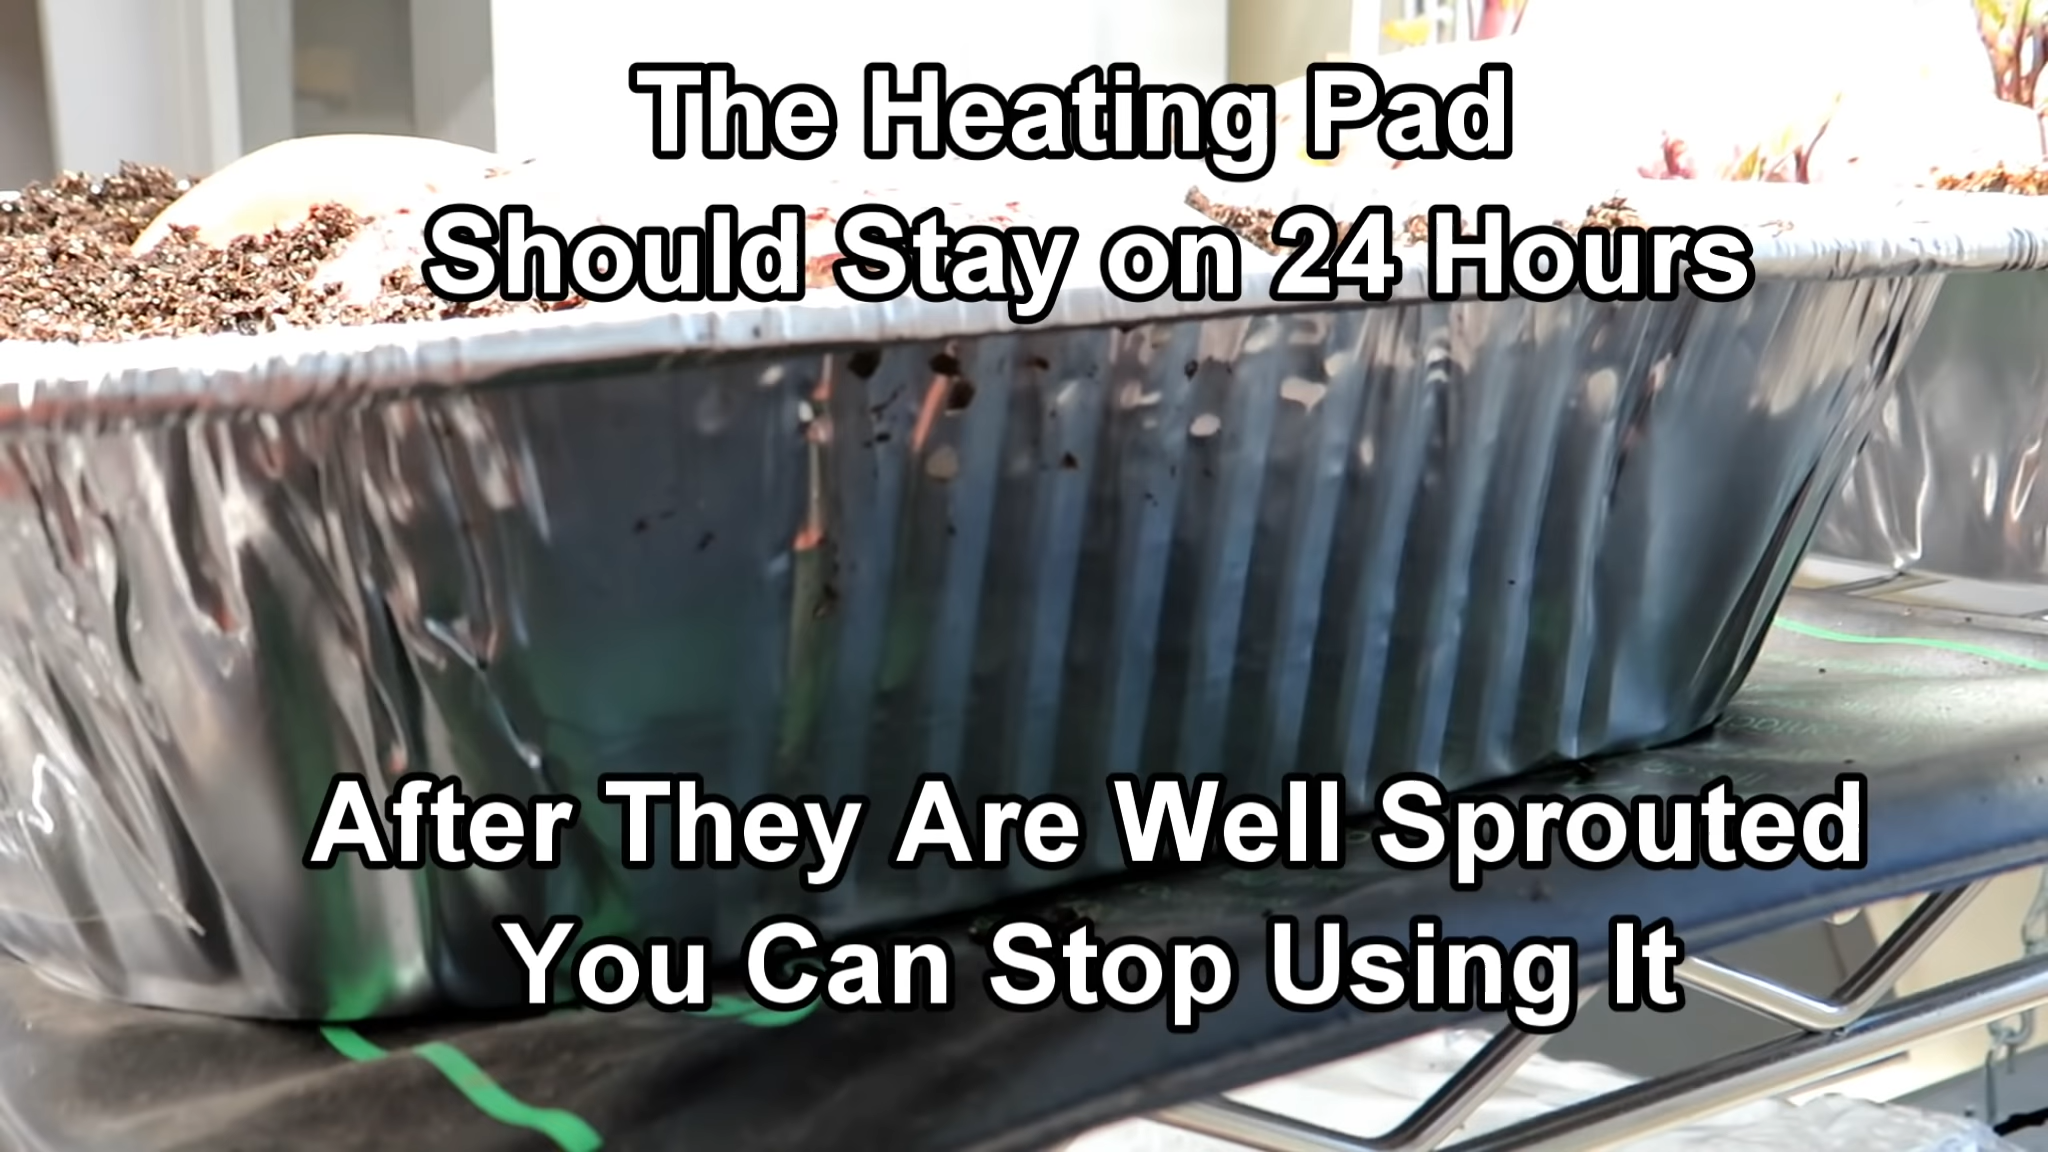 The Heating Pad
Should Stay on 24 Hours
After They Are Well Sprouted
You Can Stop Using It